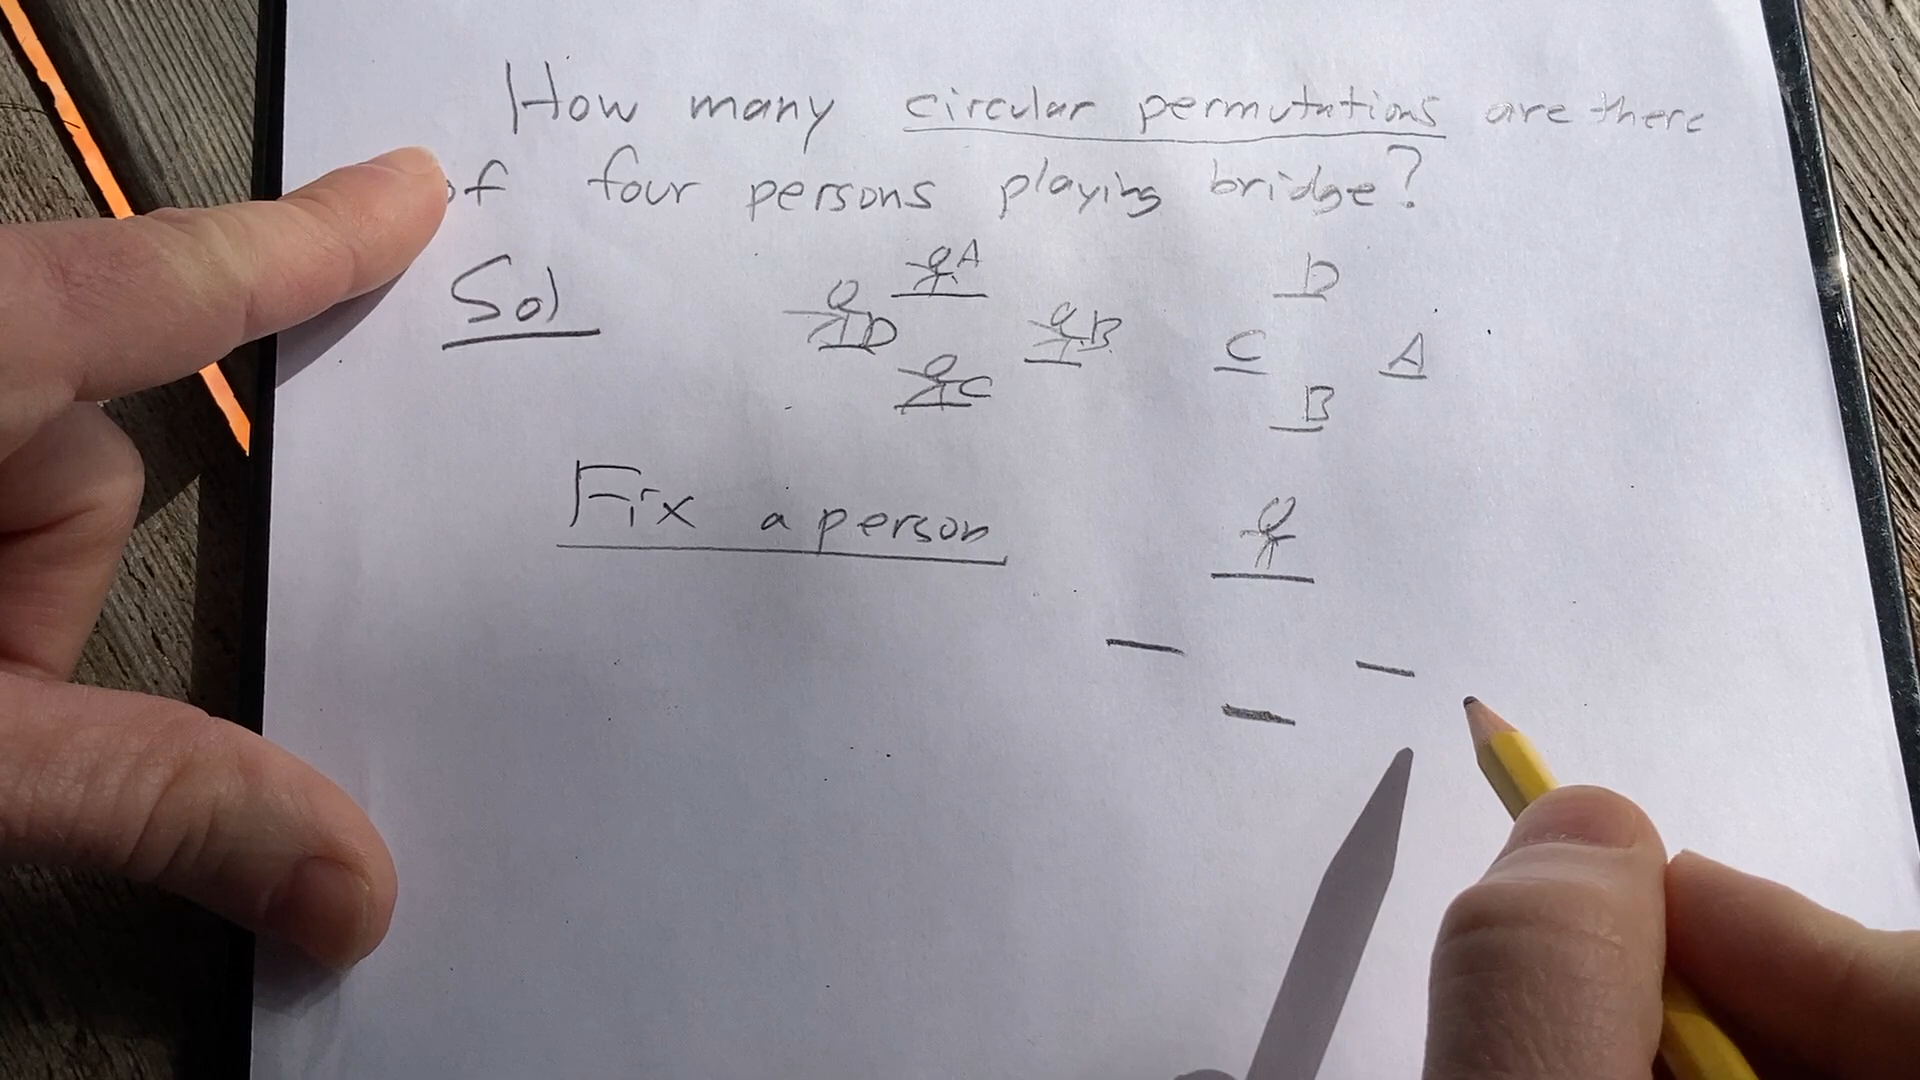 How many circular permutations are there
of four persons playing bridge?
Sol
A
D
B
C
D
C
A
B
Fix a person